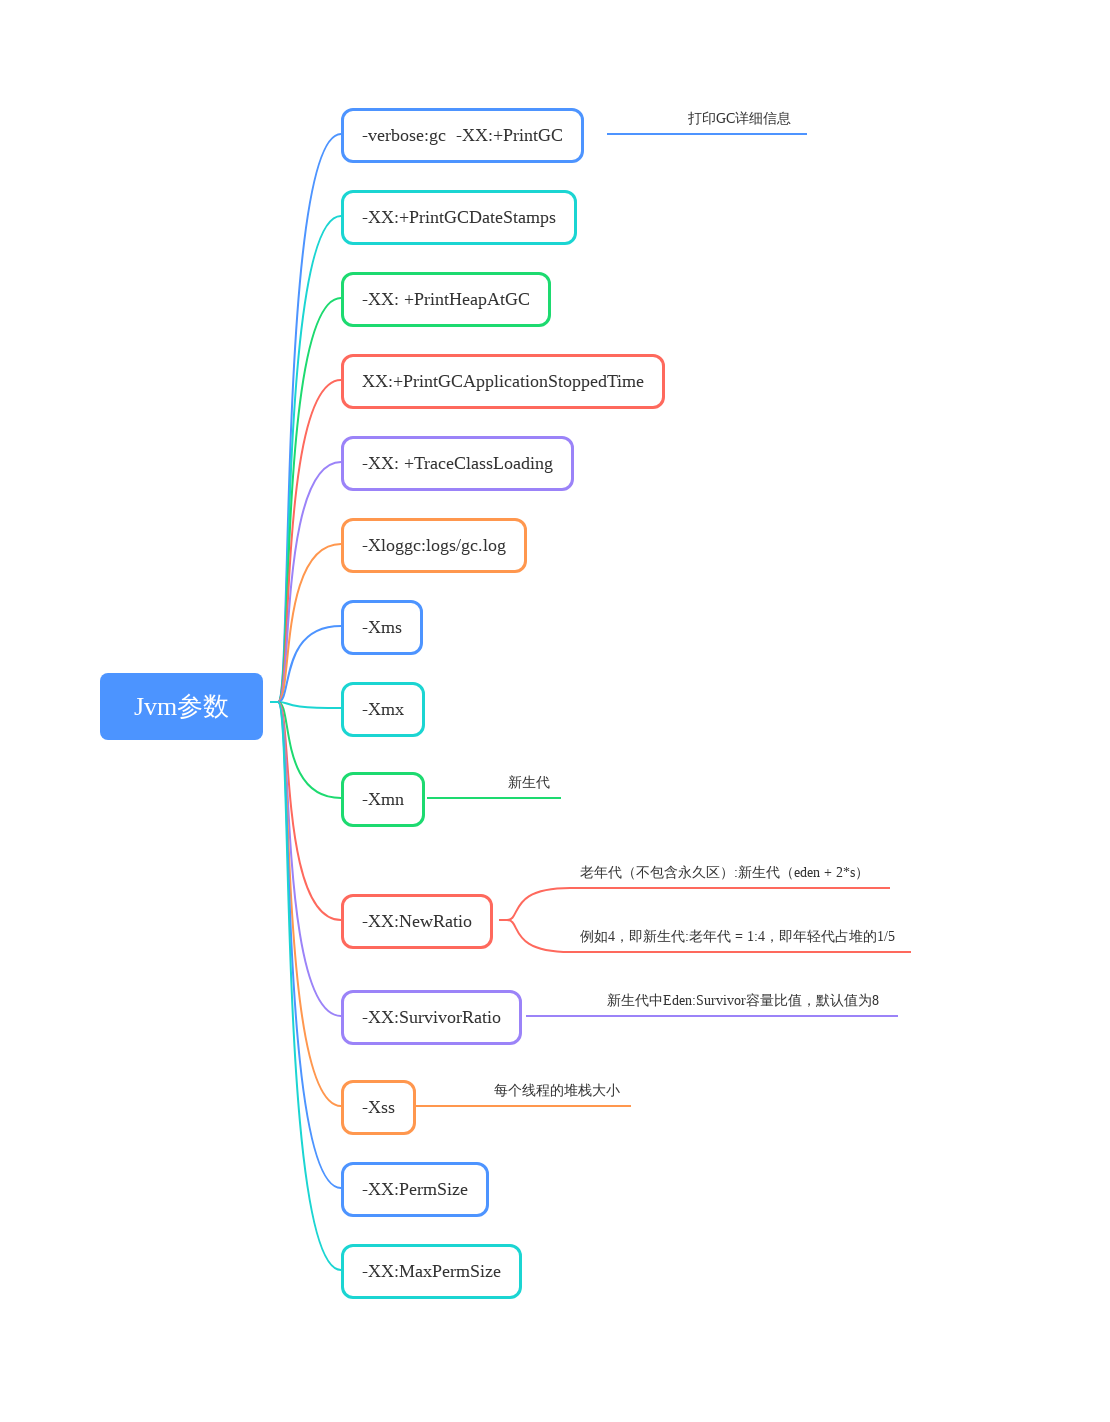 -verbose:gc  -XX:+PrintGC
打印GC详细信息
-XX:+PrintGCDateStamps
-XX: +PrintHeapAtGC
XX:+PrintGCApplicationStoppedTime
-XX: +TraceClassLoading
-Xloggc:logs/gc.log
-Xms
Jvm参数
-Xmx
-Xmn
新生代
-XX:NewRatio
老年代（不包含永久区）:新生代（eden + 2*s）
例如4，即新生代:老年代 = 1:4，即年轻代占堆的1/5
-XX:SurvivorRatio
新生代中Eden:Survivor容量比值，默认值为8
-Xss
每个线程的堆栈大小
-XX:PermSize
-XX:MaxPermSize